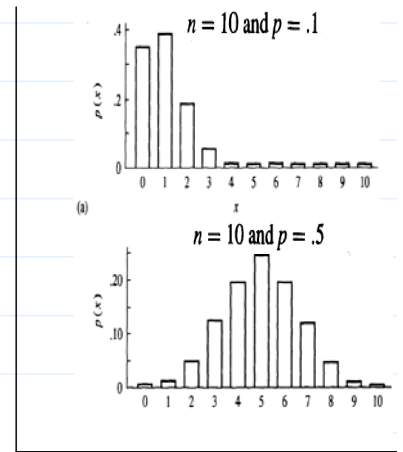 n = 10 and p = .1
.4
.2
0
p(x)
0 1 2 3 4 5 6 7 8 9 10
(a)
x
n = 10 and p = .5
.20
.10
0
p(x)
0 1 2 3 4 5 6 7 8 9 10